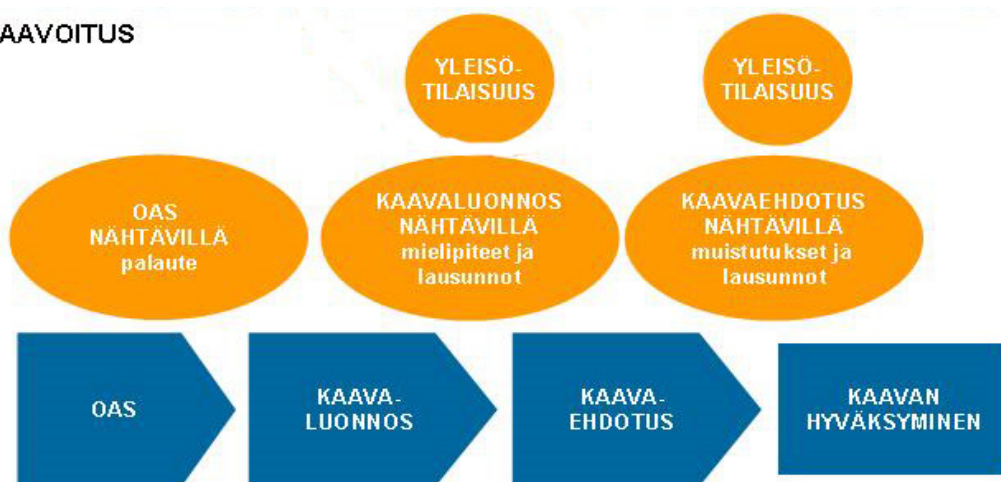 AAVOITUS
YLEISÖ-
TILAISUUS
YLEISÖ-
TILAISUUS
OAS
NÄHTÄVILLÄ
palaute
KAAVALUONNOS
NÄHTÄVILLÄ
mielipiteet ja
lausunnot
KAAVAEHDOTUS
NÄHTÄVILLÄ
muistutukset ja
lausunnot
OAS
KAAVA-
LUONNOS
KAAVA-
EHDOTUS
KAAVAN
HYVÄKSYMINEN